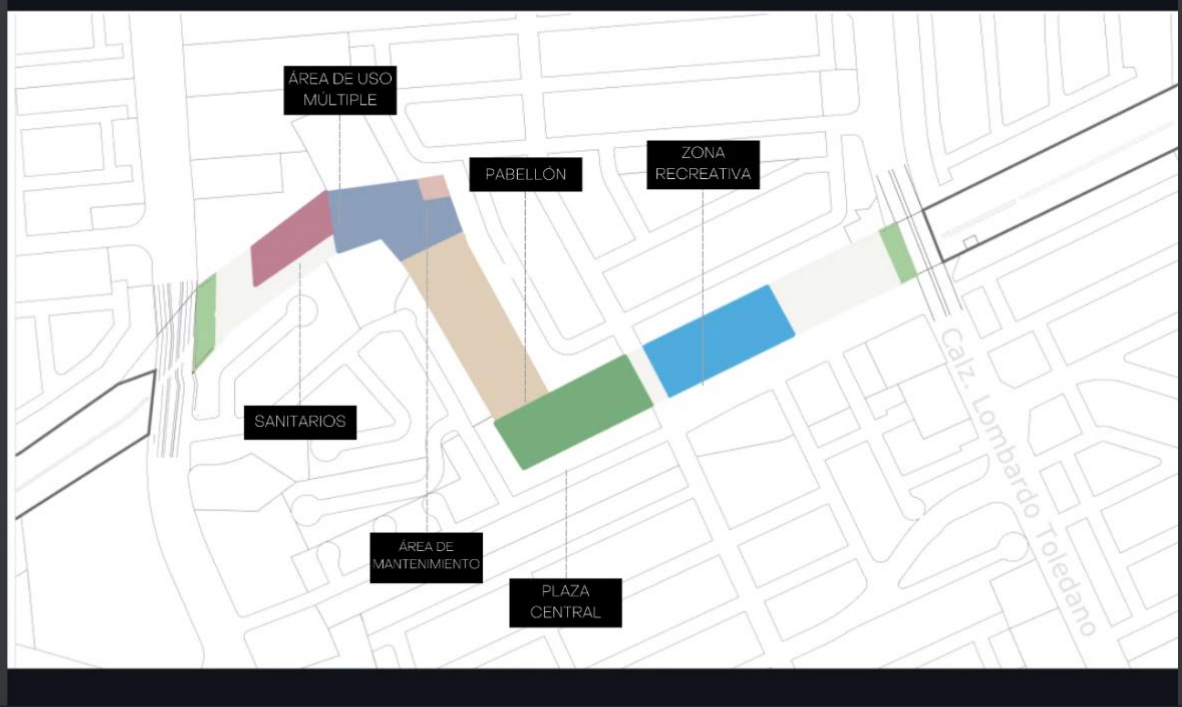 ÁREA DE USO
MÚLTIPLE
PABELLÓN
ZONA
RECREATIVA
SANITARIOS
ÁREA DE
MANTENIMIENTO
PLAZA
CENTRAL
Calz. Lombardo Toledano